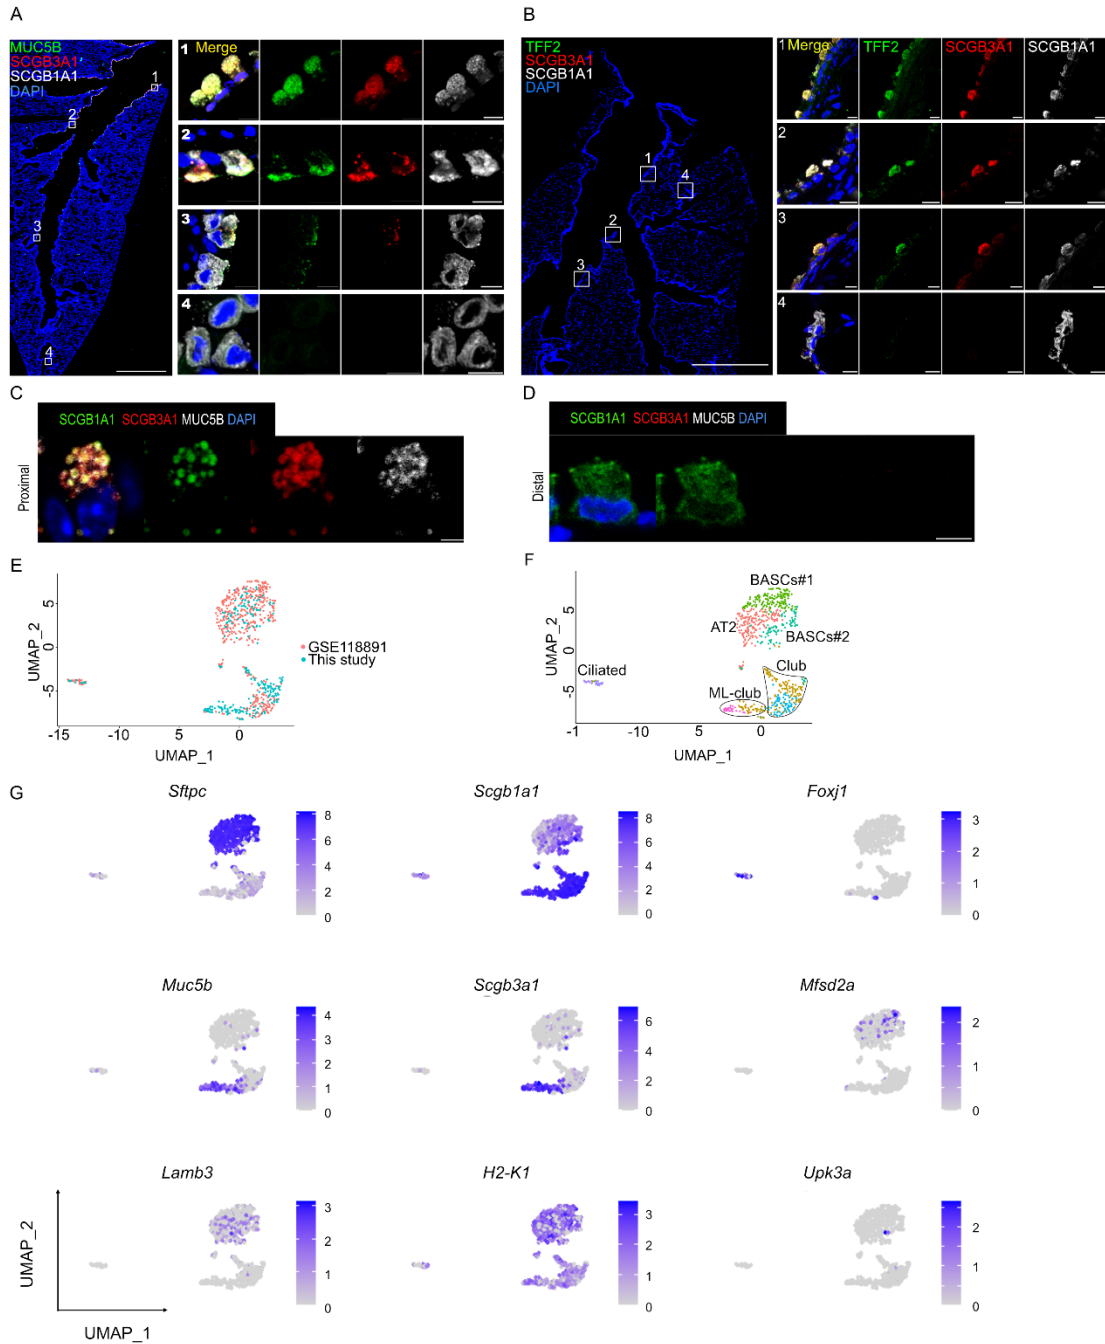 A
MUC5B
SCGB3A1
SCGB1A1
DAPI
1
2
3
4
1 Merge
2
3
4
B
TFF2
SCGB3A1
SCGB1A1
DAPI
1
4
2
3
1 Merge TFF2 SCGB3A1 SCGB1A1
2
3
4
C
SCGB1A1 SCGB3A1 MUC5B DAPI
Proximal
D
SCGB1A1 SCGB3A1 MUC5B DAPI
Distal
E
UMAP_2
5
0
-5
-15 -10 -5 0
UMAP_1
GSE118891
This study
F
UMAP_2
5
0
-5
-1 5 10 5 0
UMAP_1
BASCs#1
AT2
BASCs#2
Ciliated
Club
ML-club
G
Sftpc
8
6
4
2
0
Scgb1a1
8
6
4
2
0
Foxj1
3
2
1
0
Muc5b
4
3
2
1
0
Scgb3a1
6
4
2
0
Mfsd2a
2
1
0
Lamb3
3
2
1
0
H2-K1
3
2
1
0
Upk3a
2
1
0
UMAP_2
UMAP_1